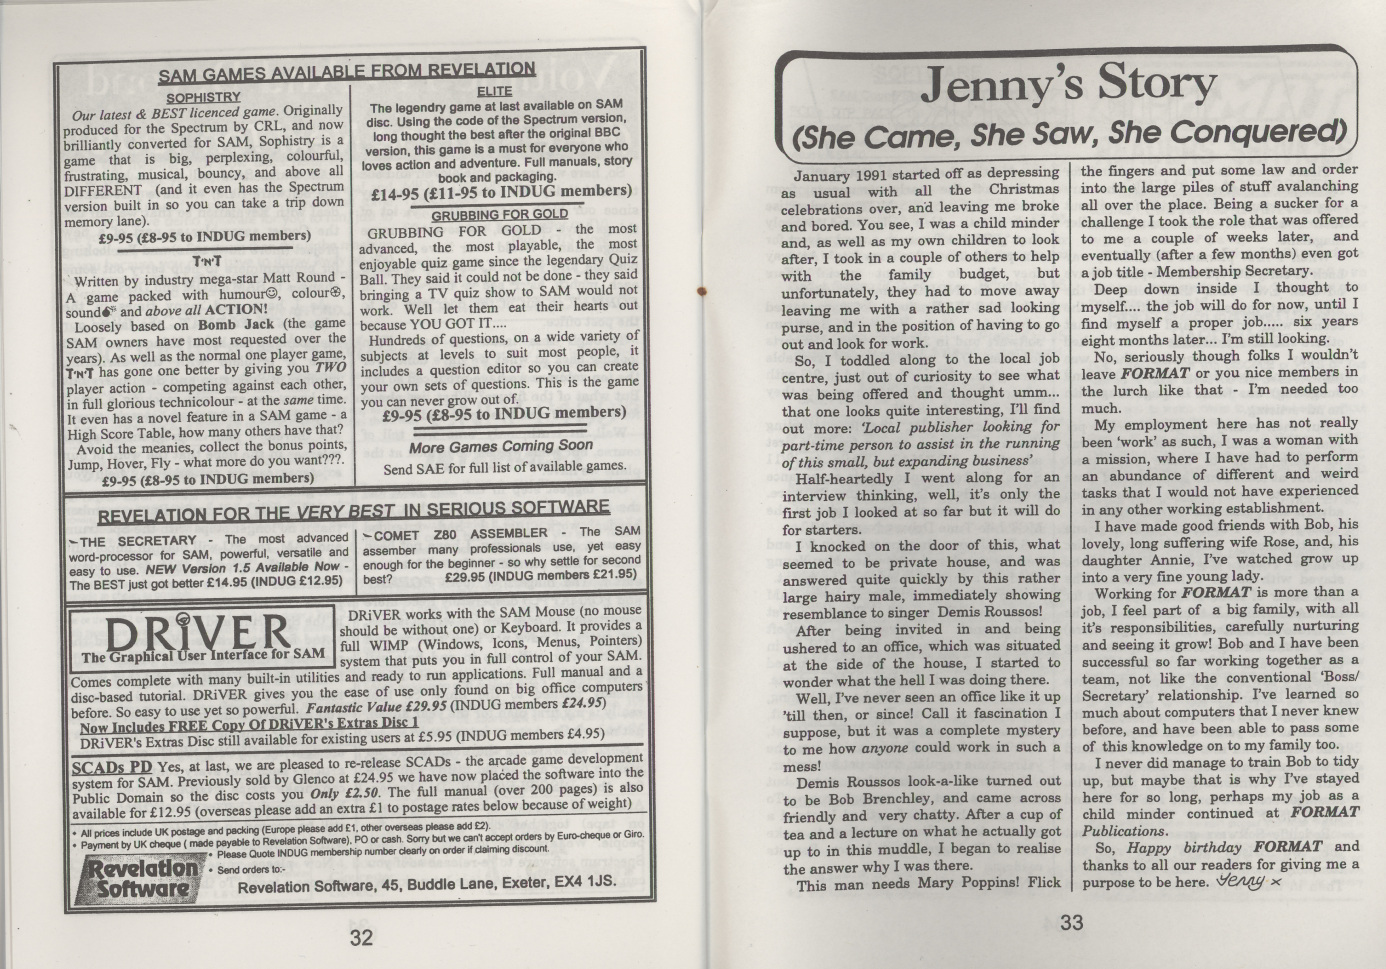 SAM GAMES AVAILABLE FROM REVELATION
SOPHISTRY
Our latest & BEST licenced game. Originally
produced for the Spectrum by CRL, and now
brilliantly converted for SAM, Sophistry is a
game that is big, perplexing, colourful,
frustrating, musical, bouncy, and above all
DIFFERENT (and it even has the Spectrum
version built in so you can take a trip down
memory lane).
£9-95 (£8-95 to INDUG members)
T'N'T
Written by industry mega-star Matt Round -
A game packed with humour☺, colour֎,
sound💣 and above all ACTION!
Loosely based on Bomb Jack (the game
SAM owners have most requested over the
years). As well as the normal one player game,
T'N'T has gone one better by giving you TWO
player action - competing against each other,
in full glorious technicolour - at the same time.
It even has a novel feature in a SAM game - a
High Score Table, how many others have that?
Avoid the meanies, collect the bonus points,
Jump, Hover, Fly - what more do you want???.
£9-95 (£8-95 to INDUG members)
ELITE
The legendry game at last available on SAM
disc. Using the code of the Spectrum version,
long thought the best after the original BBC
version, this game is a must for everyone who
loves action and adventure. Full manuals, story
book and packaging.
£14-95 (£11-95 to INDUG members)
GRUBBING FOR GOLD
GRUBBING FOR GOLD - the most
advanced, the most playable, the most
enjoyable quiz game since the legendary Quiz
Ball. They said it could not be done - they said
bringing a TV quiz show to SAM would not
work. Well let them eat their hearts out
because YOU GOT IT....
Hundreds of questions, on a wide variety of
subjects at levels to suit most people, it
includes a question editor so you can create
your own sets of questions. This is the game
you can never grow out of.
£9-95 (£8-95 to INDUG members)
More Games Coming Soon
Send SAE for full list of available games.
REVELATION FOR THE VERY BEST IN SERIOUS SOFTWARE
~THE SECRETARY - The most advanced
word-processor for SAM, powerful, versatile and
easy to use. NEW Version 1.5 Available Now -
The BEST just got better £14.95 (INDUG £12.95)
~COMET Z80 ASSEMBLER - The SAM
assember many professionals use, yet easy
enough for the beginner - so why settle for second
best? £29.95 (INDUG members £21.95)
DRiVER
The Graphical User Interface for SAM
DRiVER works with the SAM Mouse (no mouse
should be without one) or Keyboard. It provides a
full WIMP (Windows, Icons, Menus, Pointers)
system that puts you in full control of your SAM.
Comes complete with many built-in utilities and ready to run applications. Full manual and a
disc-based tutorial. DRiVER gives you the ease of use only found on big office computers
before. So easy to use yet so powerful. Fantastic Value £29.95 (INDUG members £24.95)
Now Includes FREE Copy Of DRiVER's Extras Disc 1
DRiVER's Extras Disc still available for existing users at £5.95 (INDUG members £4.95)
SCADs PD Yes, at last, we are pleased to re-release SCADs - the arcade game development
system for SAM. Previously sold by Glenco at £24.95 we have now placed the software into the
Public Domain so the disc costs you Only £2.50. The full manual (over 200 pages) is also
available for £12.95 (overseas please add an extra £1 to postage rates below because of weight)
• All prices include UK postage and packing (Europe please add £1, other overseas please add £2).
• Payment by UK cheque ( made payable to Revelation Software), PO or cash. Sorry but we can't accept orders by Euro-cheque or Giro.
• Please Quote INDUG membership number clearly on order if claiming discount.
• Send orders to:-
Revelation
Software
Revelation Software, 45, Buddle Lane, Exeter, EX4 1JS.
32
Jenny's Story
(She Came, She Saw, She Conquered)
January 1991 started off as depressing
as usual with all the Christmas
celebrations over, and leaving me broke
and bored. You see, I was a child minder
and, as well as my own children to look
after, I took in a couple of others to help
with the family budget, but
unfortunately, they had to move away
leaving me with a rather sad looking
purse, and in the position of having to go
out and look for work.
So, I toddled along to the local job
centre, just out of curiosity to see what
was being offered and thought umm...
that one looks quite interesting, I'll find
out more: 'Local publisher looking for
part-time person to assist in the running
of this small, but expanding business'
Half-heartedly I went along for an
interview thinking, well, it's only the
first job I looked at so far but it will do
for starters.
I knocked on the door of this, what
seemed to be private house, and was
answered quite quickly by this rather
large hairy male, immediately showing
resemblance to singer Demis Roussos!
After being invited in and being
ushered to an office, which was situated
at the side of the house, I started to
wonder what the hell I was doing there.
Well, I've never seen an office like it up
'till then, or since! Call it fascination I
suppose, but it was a complete mystery
to me how anyone could work in such a
mess!
Demis Roussos look-a-like turned out
to be Bob Brenchley, and came across
friendly and very chatty. After a cup of
tea and a lecture on what he actually got
up to in this muddle, I began to realise
the answer why I was there.
This man needs Mary Poppins! Flick
the fingers and put some law and order
into the large piles of stuff avalanching
all over the place. Being a sucker for a
challenge I took the role that was offered
to me a couple of weeks later, and
eventually (after a few months) even got
a job title - Membership Secretary.
Deep down inside I thought to
myself.... the job will do for now, until I
find myself a proper job..... six years
eight months later... I'm still looking.
No, seriously though folks I wouldn't
leave FORMAT or you nice members in
the lurch like that - I'm needed too
much.
My employment here has not really
been 'work' as such, I was a woman with
a mission, where I have had to perform
an abundance of different and weird
tasks that I would not have experienced
in any other working establishment.
I have made good friends with Bob, his
lovely, long suffering wife Rose, and, his
daughter Annie, I've watched grow up
into a very fine young lady.
Working for FORMAT is more than a
job, I feel part of a big family, with all
it's responsibilities, carefully nurturing
and seeing it grow! Bob and I have been
successful so far working together as a
team, not like the conventional 'Boss/
Secretary' relationship. I've learned so
much about computers that I never knew
before, and have been able to pass some
of this knowledge on to my family too.
I never did manage to train Bob to tidy
up, but maybe that is why I've stayed
here for so long, perhaps my job as a
child minder continued at FORMAT
Publications.
So, Happy birthday FORMAT and
thanks to all our readers for giving me a
purpose to be here. Jenny x
33